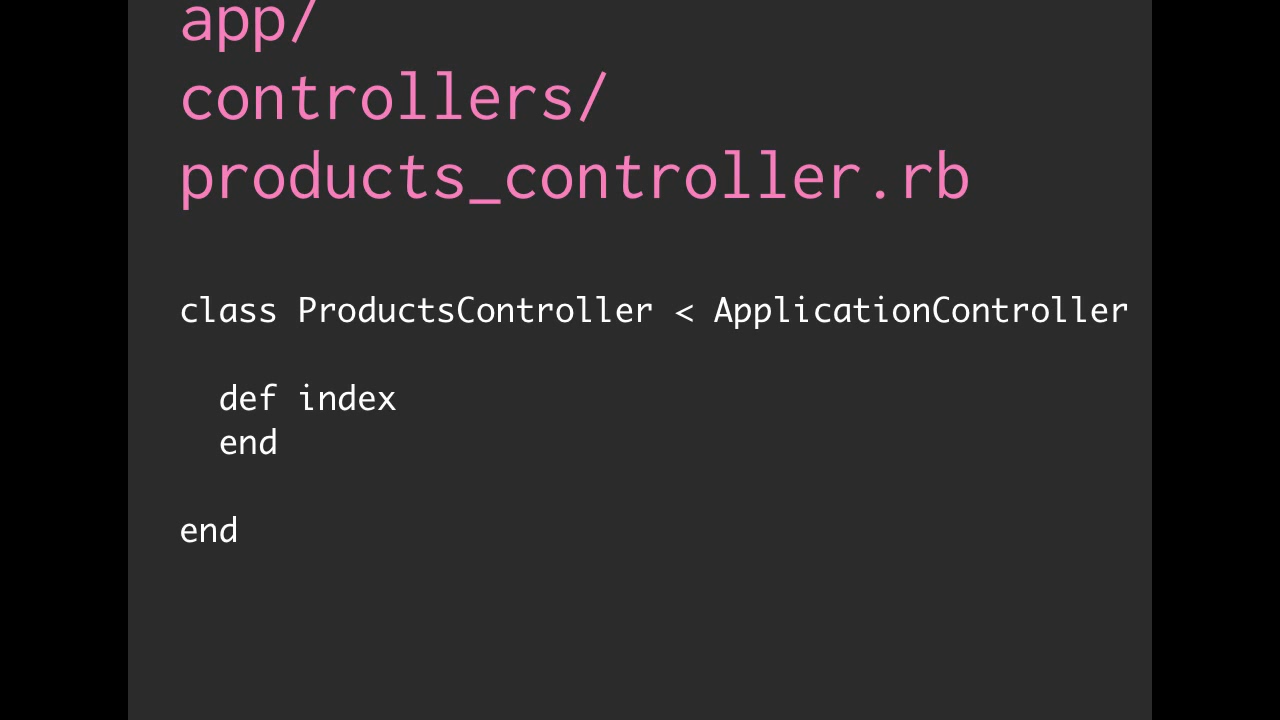 app/
controllers/
products_controller.rb
class ProductsController < ApplicationController
  def index
  end
end